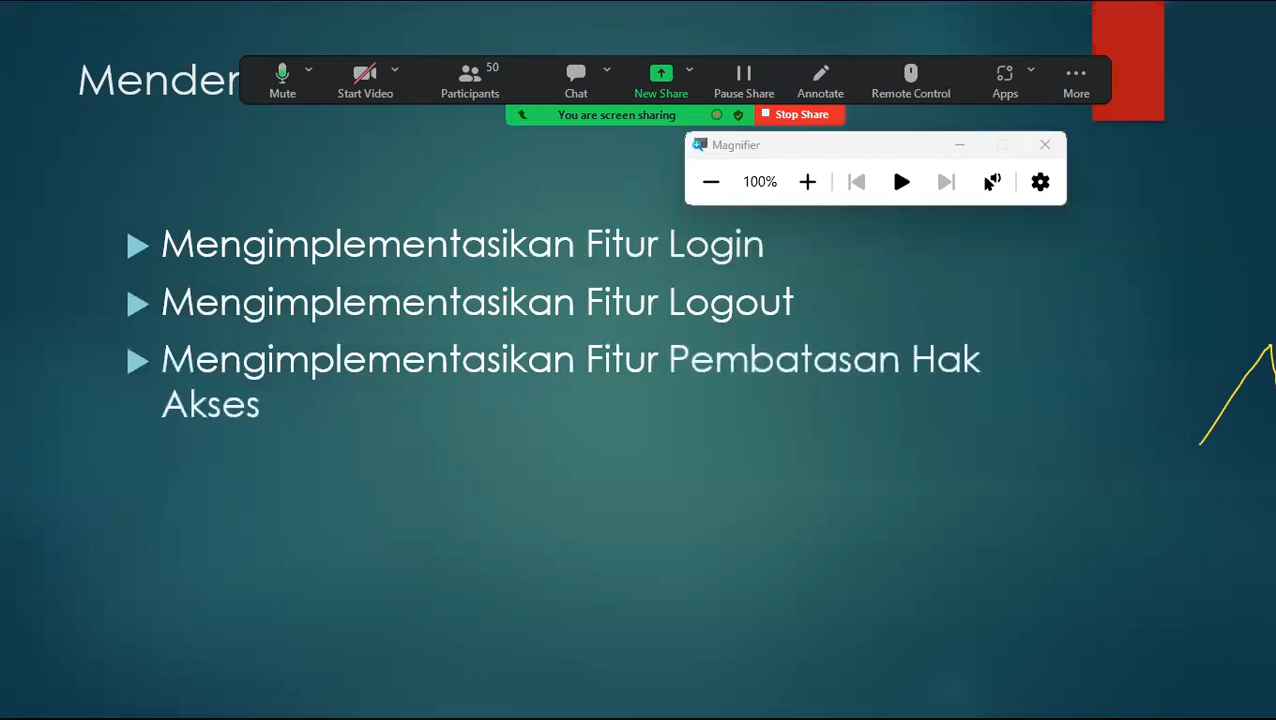 Mender
50
Mute
Start Video
Participants
Chat
New Share
Pause Share
Annotate
Remote Control
Apps
More
You are screen sharing
Stop Share
Magnifier
100%
Mengimplementasikan Fitur Login
Mengimplementasikan Fitur Logout
Mengimplementasikan Fitur Pembatasan Hak
Akses